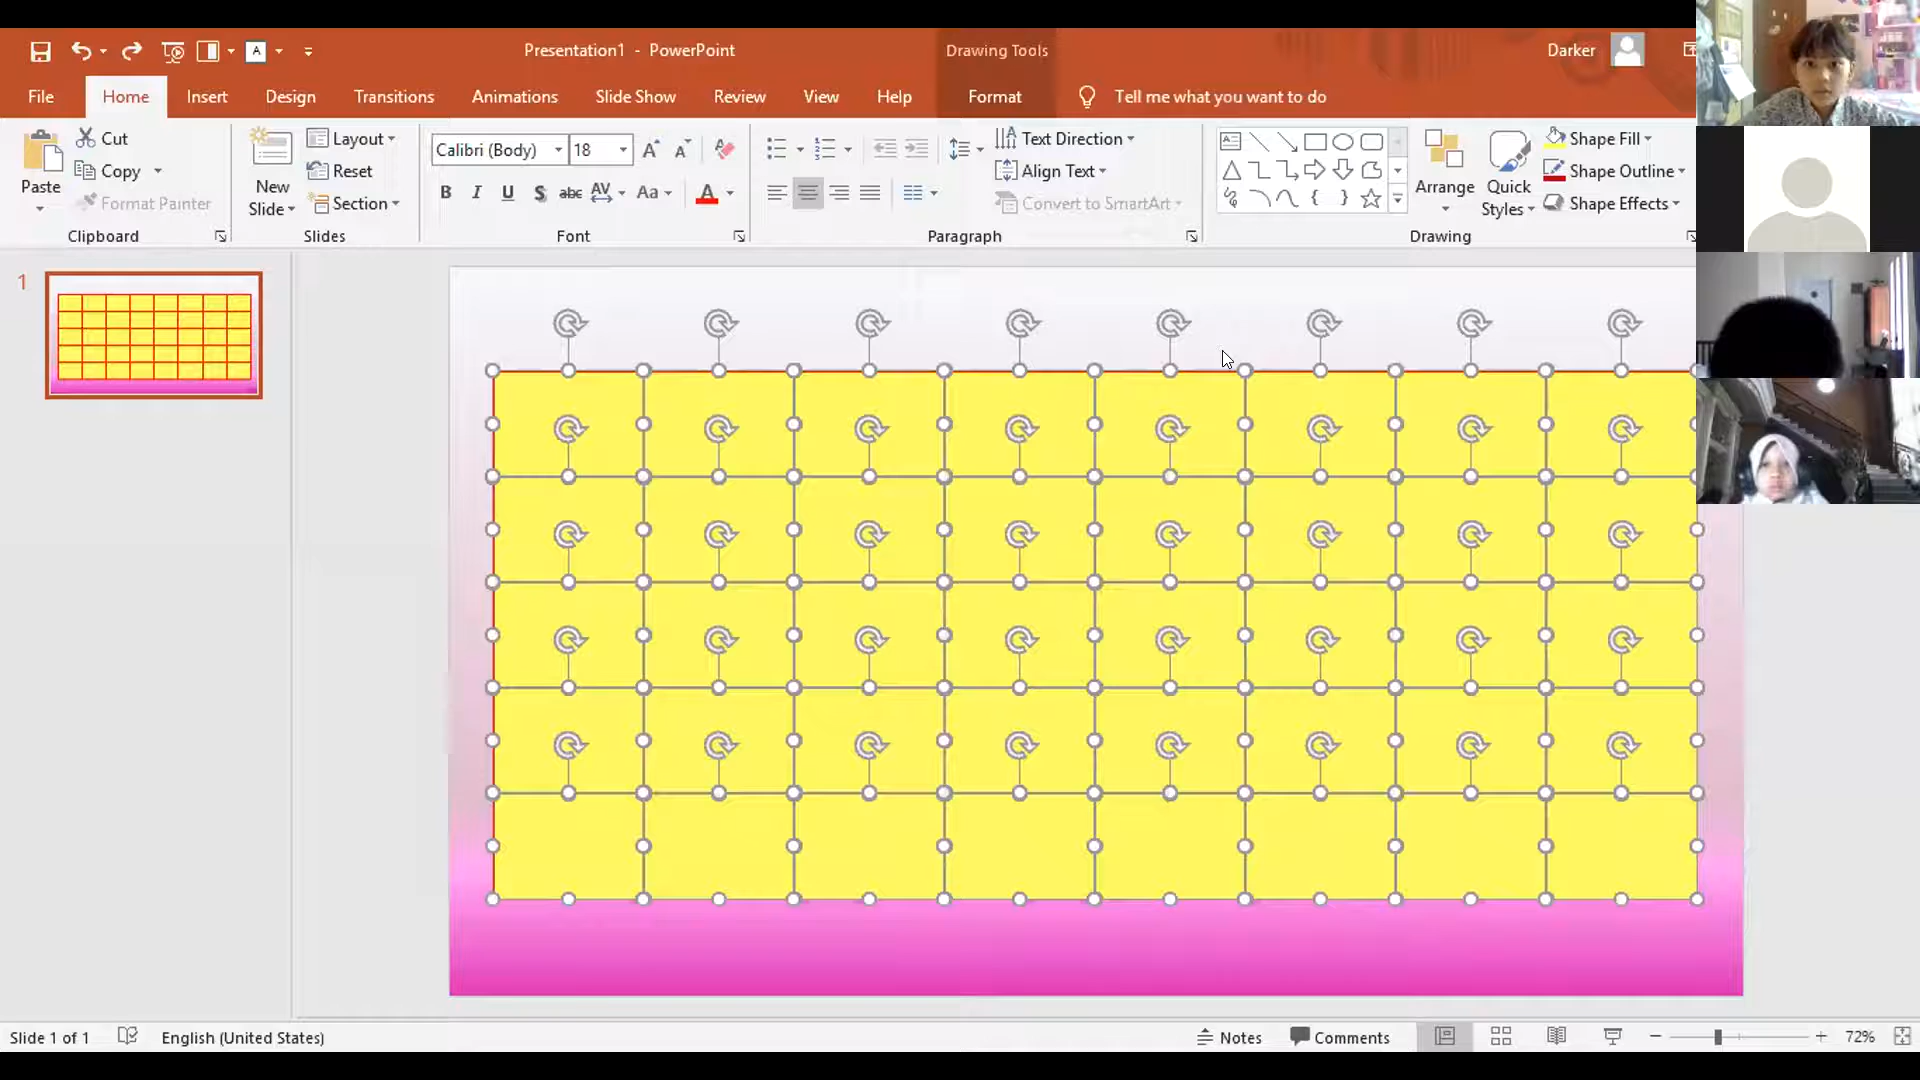 Presentation1 - PowerPoint
Drawing Tools
Darker
File
Home
Insert
Design
Transitions
Animations
Slide Show
Review
View
Help
Format
Tell me what you want to do
Paste
Cut
Copy
Format Painter
Clipboard
New
Slide
Layout
Reset
Section
Slides
Calibri (Body)
18
B I U S abc AV Aa A
Font
Text Direction
Align Text
Convert to SmartArt
Paragraph
Arrange
Quick
Styles
Shape Fill
Shape Outline
Shape Effects
Drawing
1
Slide 1 of 1
English (United States)
Notes
Comments
72%